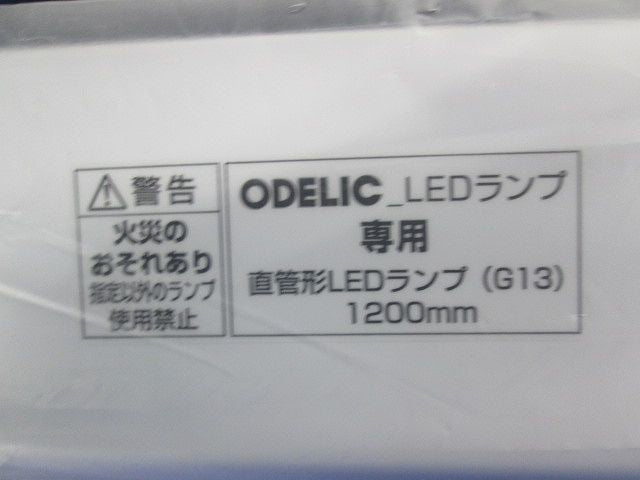 警告
火災の
おそれあり
指定以外のランプ
使用禁止
ODELIC_LEDランプ
専用
直管形LEDランプ（G13）
1200mm